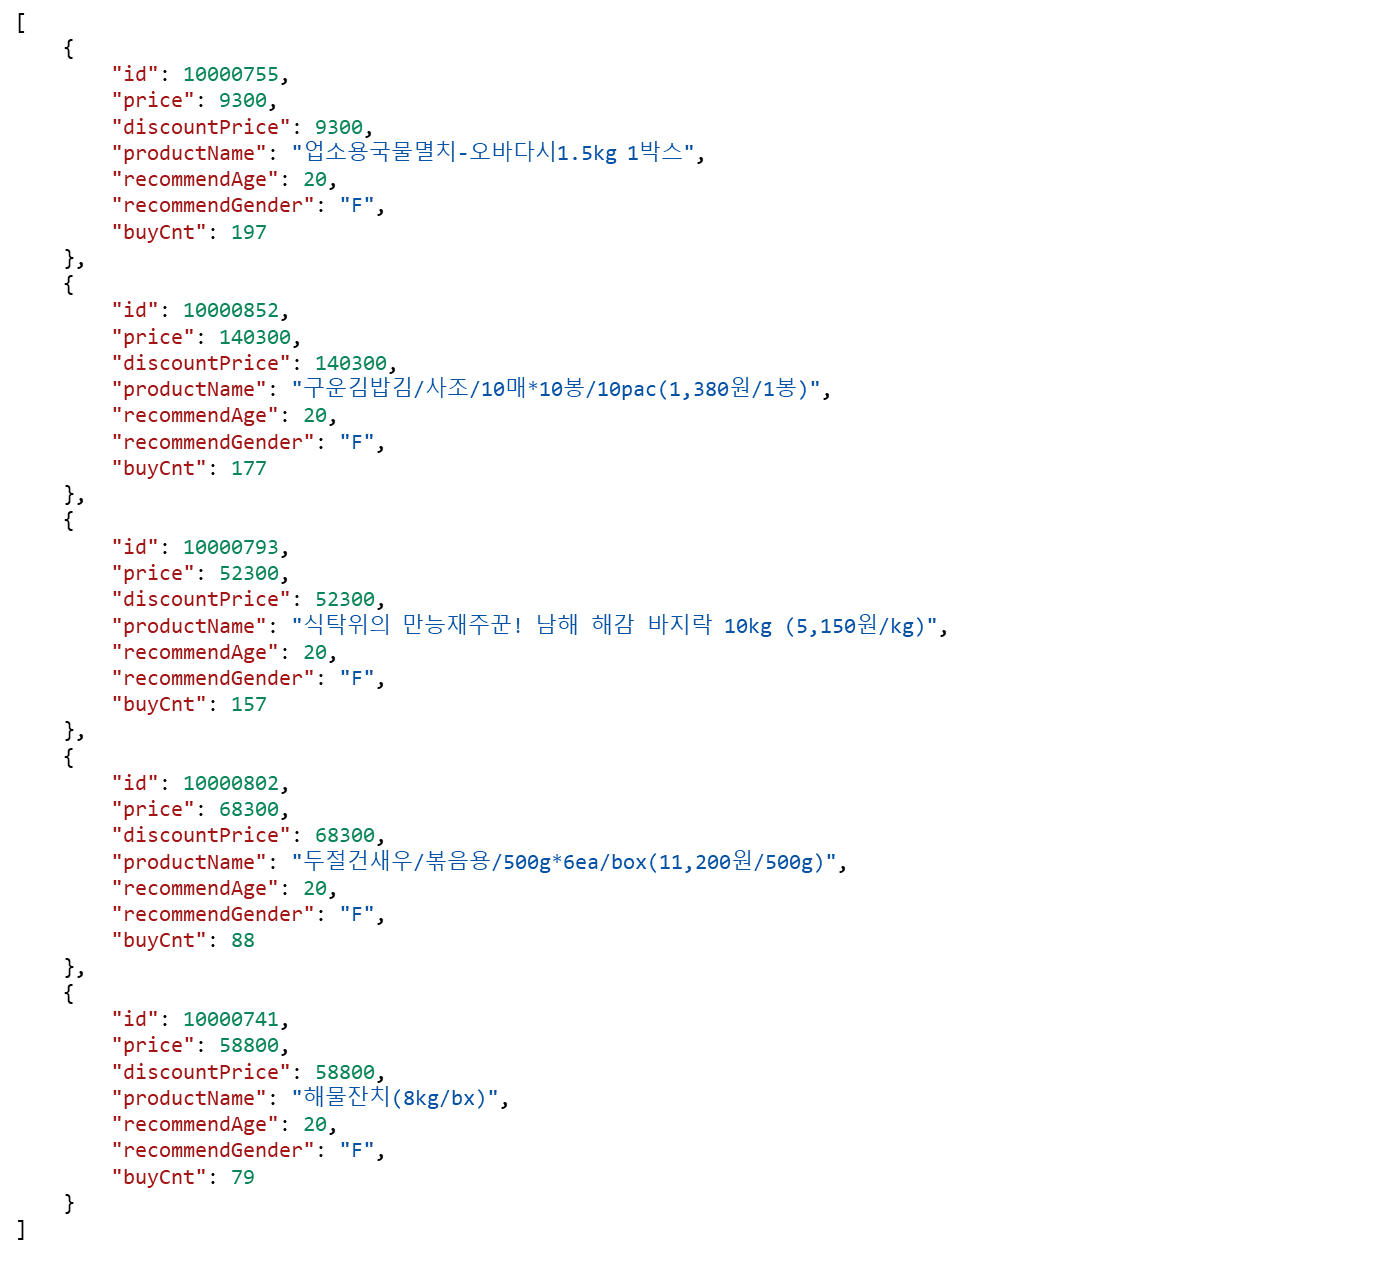 [
    {
        "id": 10000755,
        "price": 9300,
        "discountPrice": 9300,
        "productName": "업소용국물멸치-오바다시1.5kg 1박스",
        "recommendAge": 20,
        "recommendGender": "F",
        "buyCnt": 197
    },
    {
        "id": 10000852,
        "price": 140300,
        "discountPrice": 140300,
        "productName": "구운김밥김/사조/10매*10봉/10pac(1,380원/1봉)",
        "recommendAge": 20,
        "recommendGender": "F",
        "buyCnt": 177
    },
    {
        "id": 10000793,
        "price": 52300,
        "discountPrice": 52300,
        "productName": "식탁위의 만능재주꾼! 남해 해감 바지락 10kg (5,150원/kg)",
        "recommendAge": 20,
        "recommendGender": "F",
        "buyCnt": 157
    },
    {
        "id": 10000802,
        "price": 68300,
        "discountPrice": 68300,
        "productName": "두절건새우/볶음용/500g*6ea/box(11,200원/500g)",
        "recommendAge": 20,
        "recommendGender": "F",
        "buyCnt": 88
    },
    {
        "id": 10000741,
        "price": 58800,
        "discountPrice": 58800,
        "productName": "해물잔치(8kg/bx)",
        "recommendAge": 20,
        "recommendGender": "F",
        "buyCnt": 79
    }
]